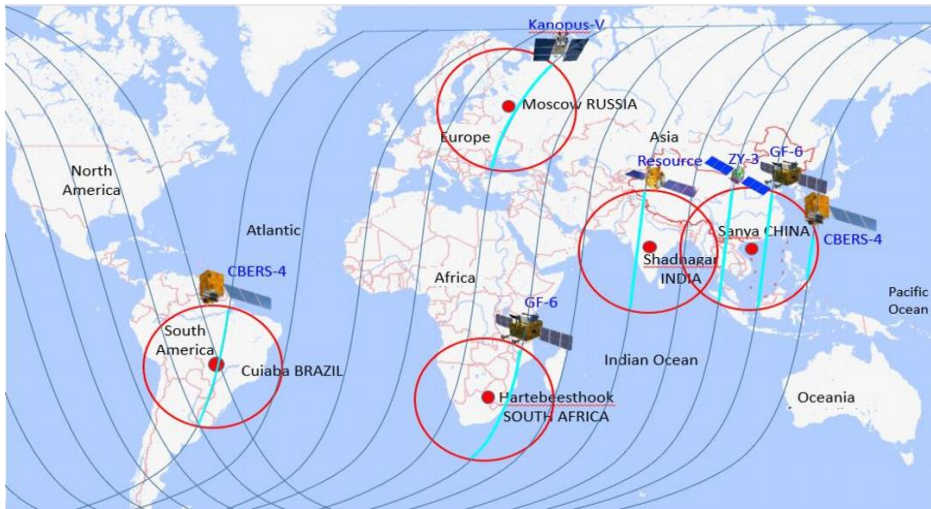 Kanopus-V
Moscow RUSSIA
Europe
Asia
North
America
Resource
ZY-3
GF-6
Atlantic
Sanya CHINA
CBERS-4
Shadnagar
INDIA
CBERS-4
Africa
Pacific
Ocean
GF-6
South
America
Cuiaba BRAZIL
Indian Ocean
Hartebeesthook
SOUTH AFRICA
Oceania